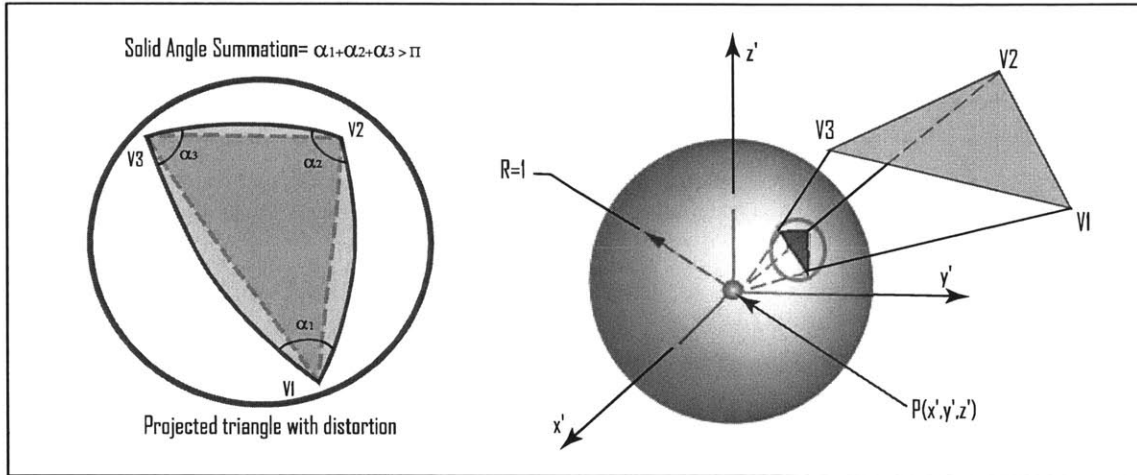 Solid Angle Summation= α1+α2+α3 > Π
V3
α3
V2
α2
α1
V1
Projected triangle with distortion
z'
V2
V3
R=1
V1
y'
x'
P(x',y',z')